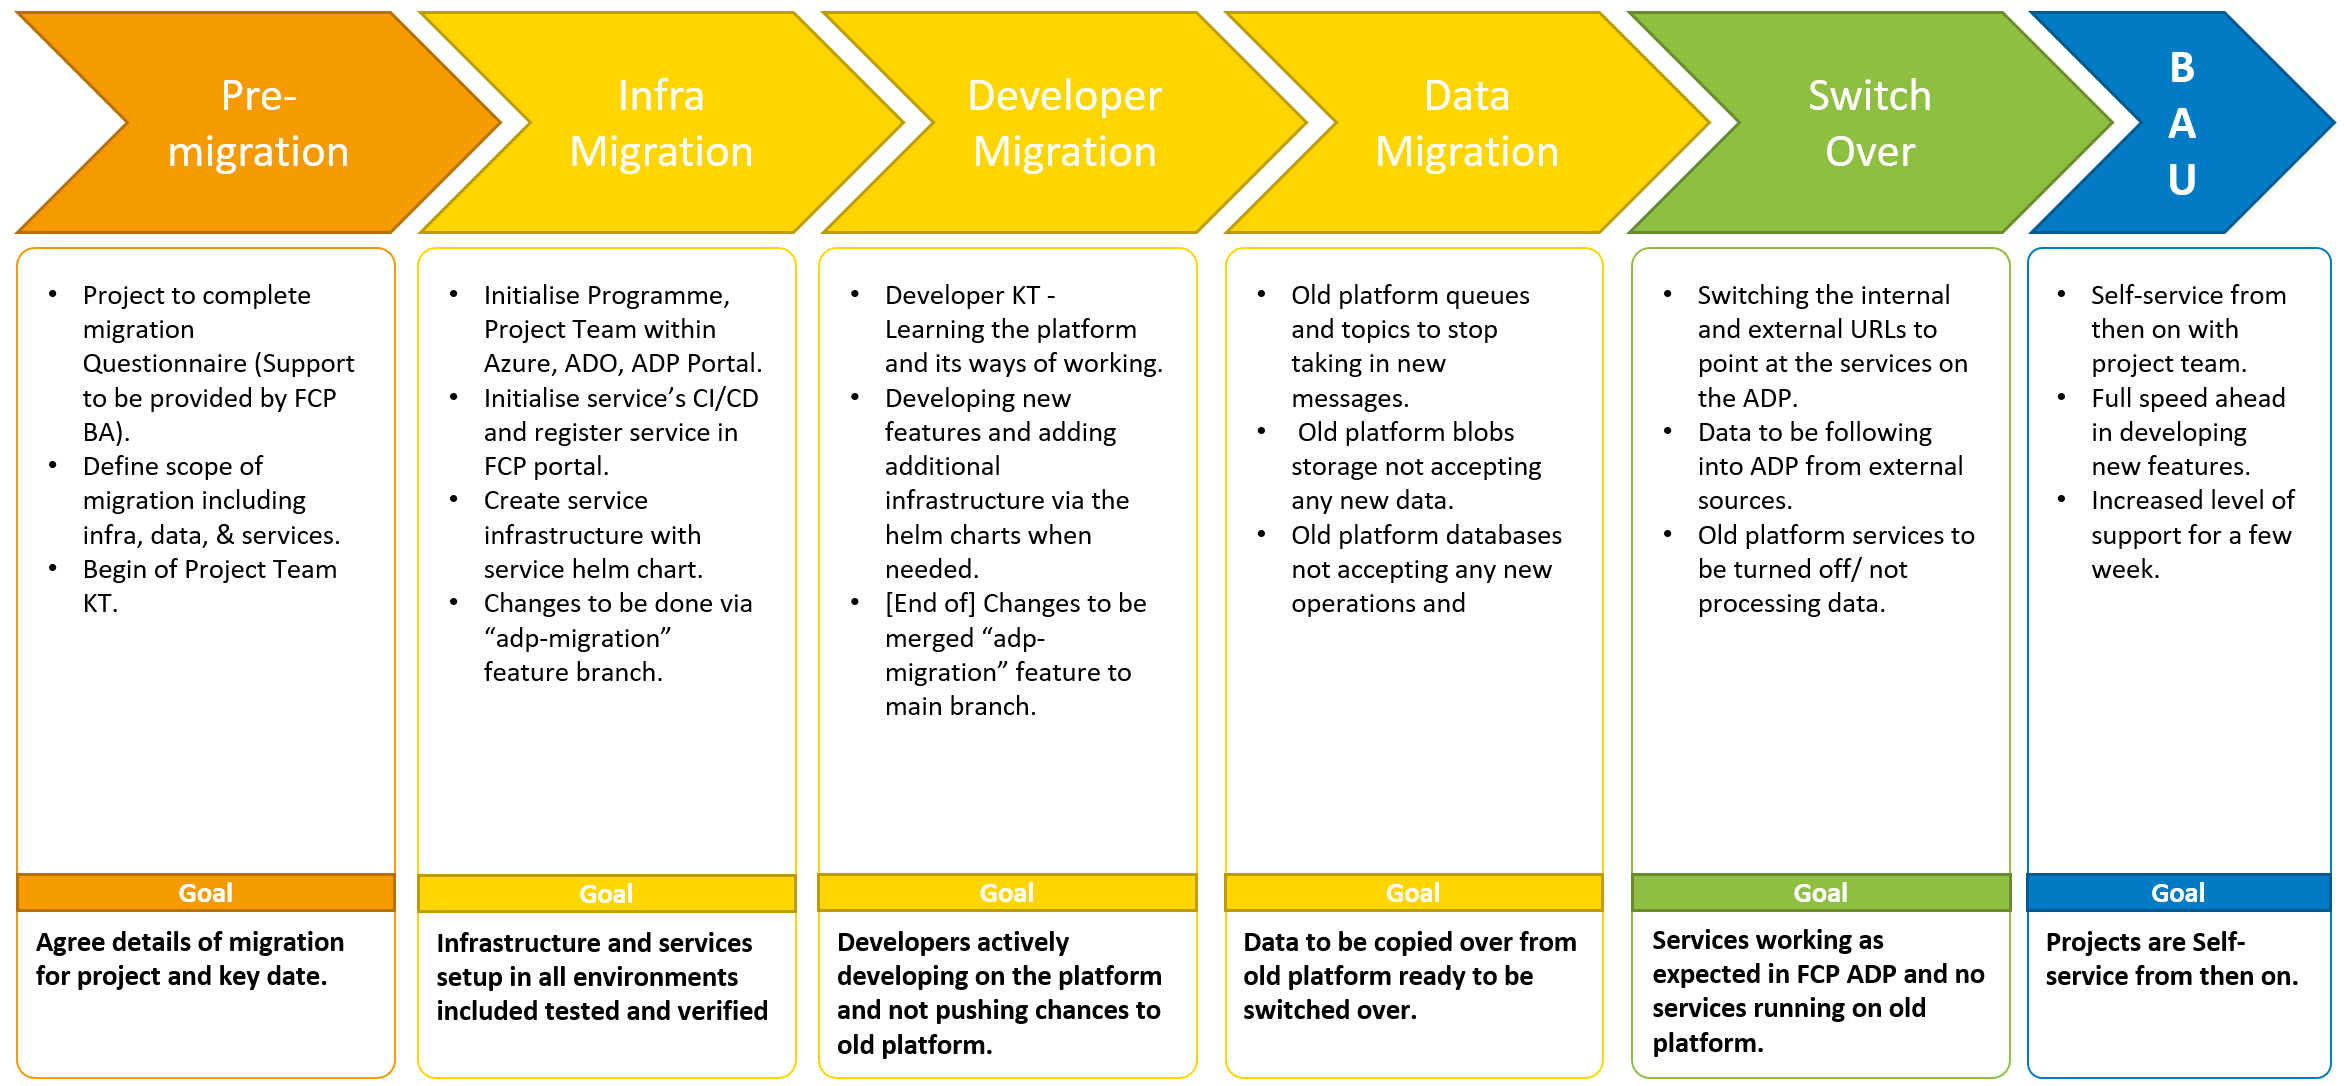 Pre-
migration
Infra
Migration
Developer
Migration
Data
Migration
Switch
Over
B
A
U
• Project to complete
migration
Questionnaire (Support
to be provided by FCP
BA).
• Define scope of
migration including
infra, data, & services.
• Begin of Project Team
KT.
Goal
Agree details of migration
for project and key date.
• Initialise Programme,
Project Team within
Azure, ADO, ADP Portal.
• Initialise service’s CI/CD
and register service in
FCP portal.
• Create service
infrastructure with
service helm chart.
• Changes to be done via
“adp-migration”
feature branch.
Goal
Infrastructure and services
setup in all environments
included tested and verified
• Developer KT -
Learning the platform
and its ways of working.
• Developing new
features and adding
additional
infrastructure via the
helm charts when
needed.
• [End of] Changes to be
merged “adp-
migration” feature to
main branch.
Goal
Developers actively
developing on the platform
and not pushing chances to
old platform.
• Old platform queues
and topics to stop
taking in new
messages.
• Old platform blobs
storage not accepting
any new data.
• Old platform databases
not accepting any new
operations and
Goal
Data to be copied over from
old platform ready to be
switched over.
• Switching the internal
and external URLs to
point at the services on
the ADP.
• Data to be following
into ADP from external
sources.
• Old platform services to
be turned off/ not
processing data.
Goal
Services working as
expected in FCP ADP and no
services running on old
platform.
• Self-service from
then on with
project team.
• Full speed ahead
in developing
new features.
• Increased level of
support for a few
week.
Goal
Projects are Self-
service from then on.